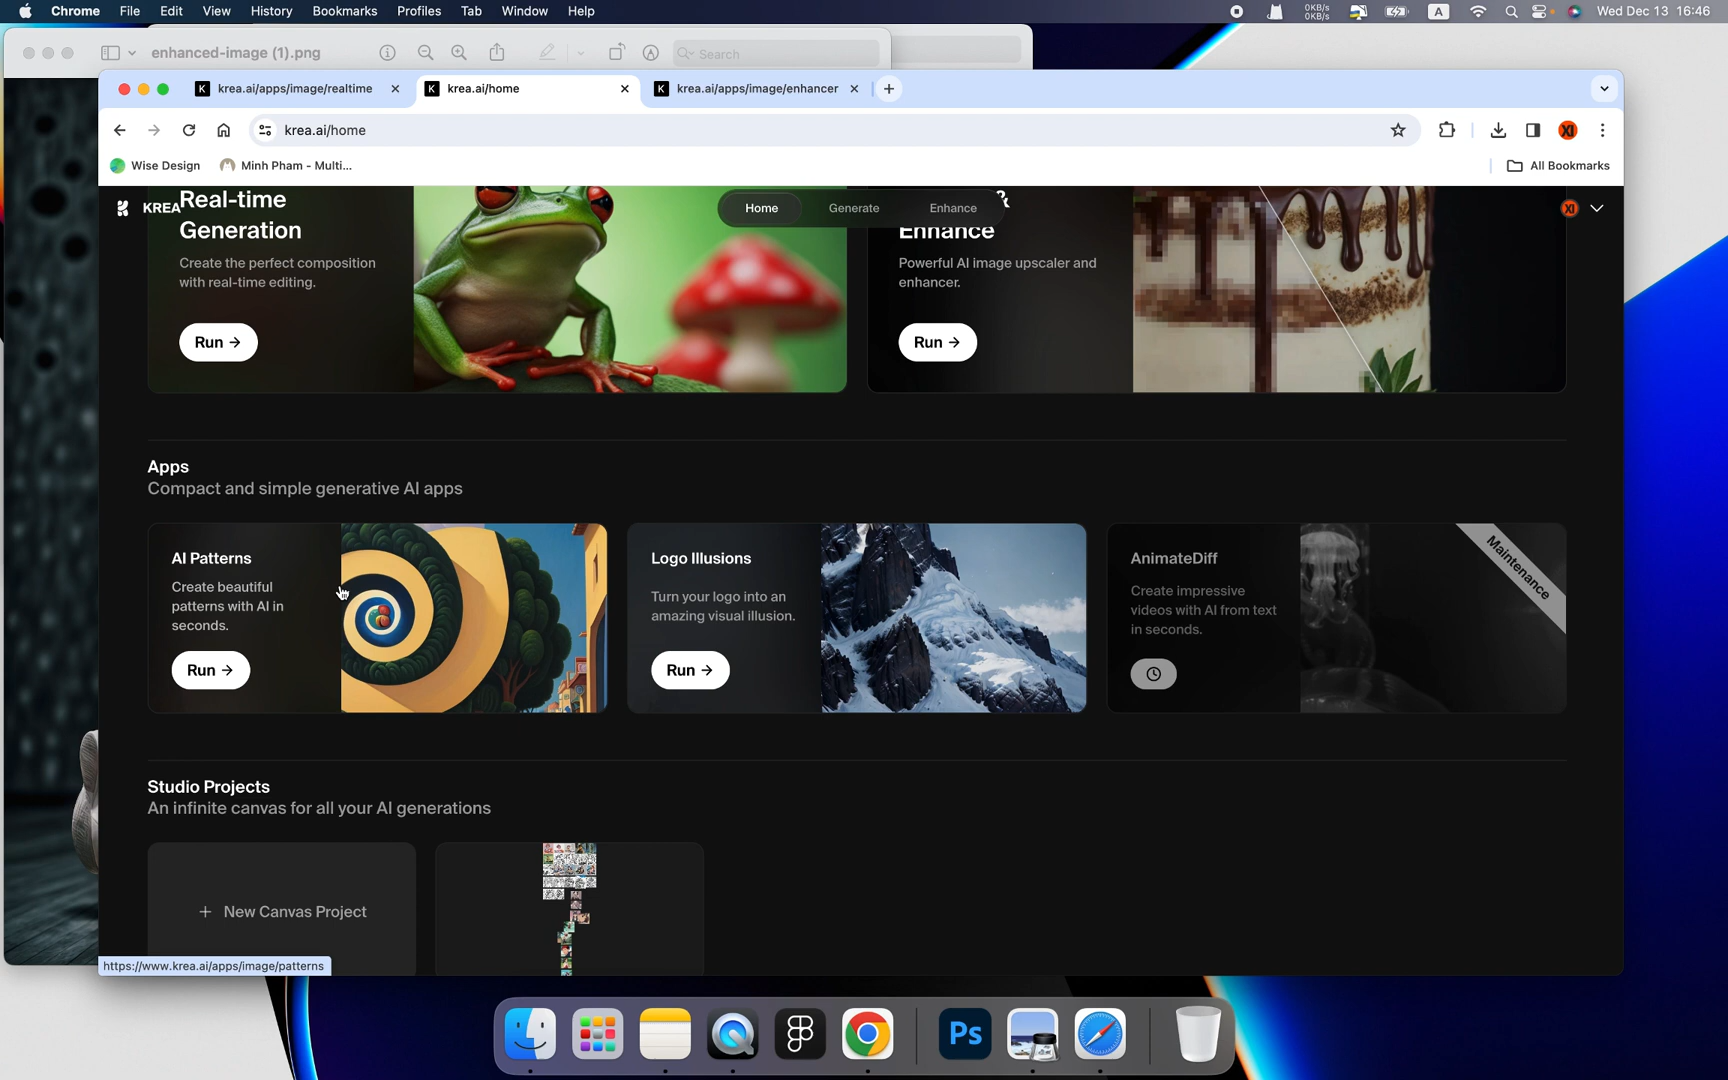 Chrome File Edit View History Bookmarks Profiles Tab Window Help
0KB/s
0KB/s
A
Wed Dec 13 16:46
enhanced-image (1).png
Search
krea.ai/apps/image/realtime
krea.ai/home
krea.ai/apps/image/enhancer
krea.ai/home
XI
Wise Design
Minh Pham - Multi...
All Bookmarks
KREA
Home
Generate
Enhance
XI
Real-time
Generation
Create the perfect composition
with real-time editing.
Run →
&
Enhance
Powerful AI image upscaler and
enhancer.
Run →
Apps
Compact and simple generative AI apps
AI Patterns
Create beautiful
patterns with AI in
seconds.
Run →
Logo Illusions
Turn your logo into an
amazing visual illusion.
Run →
AnimateDiff
Create impressive
videos with AI from text
in seconds.
Maintenance
Studio Projects
An infinite canvas for all your AI generations
+ New Canvas Project
https://www.krea.ai/apps/image/patterns
Ps